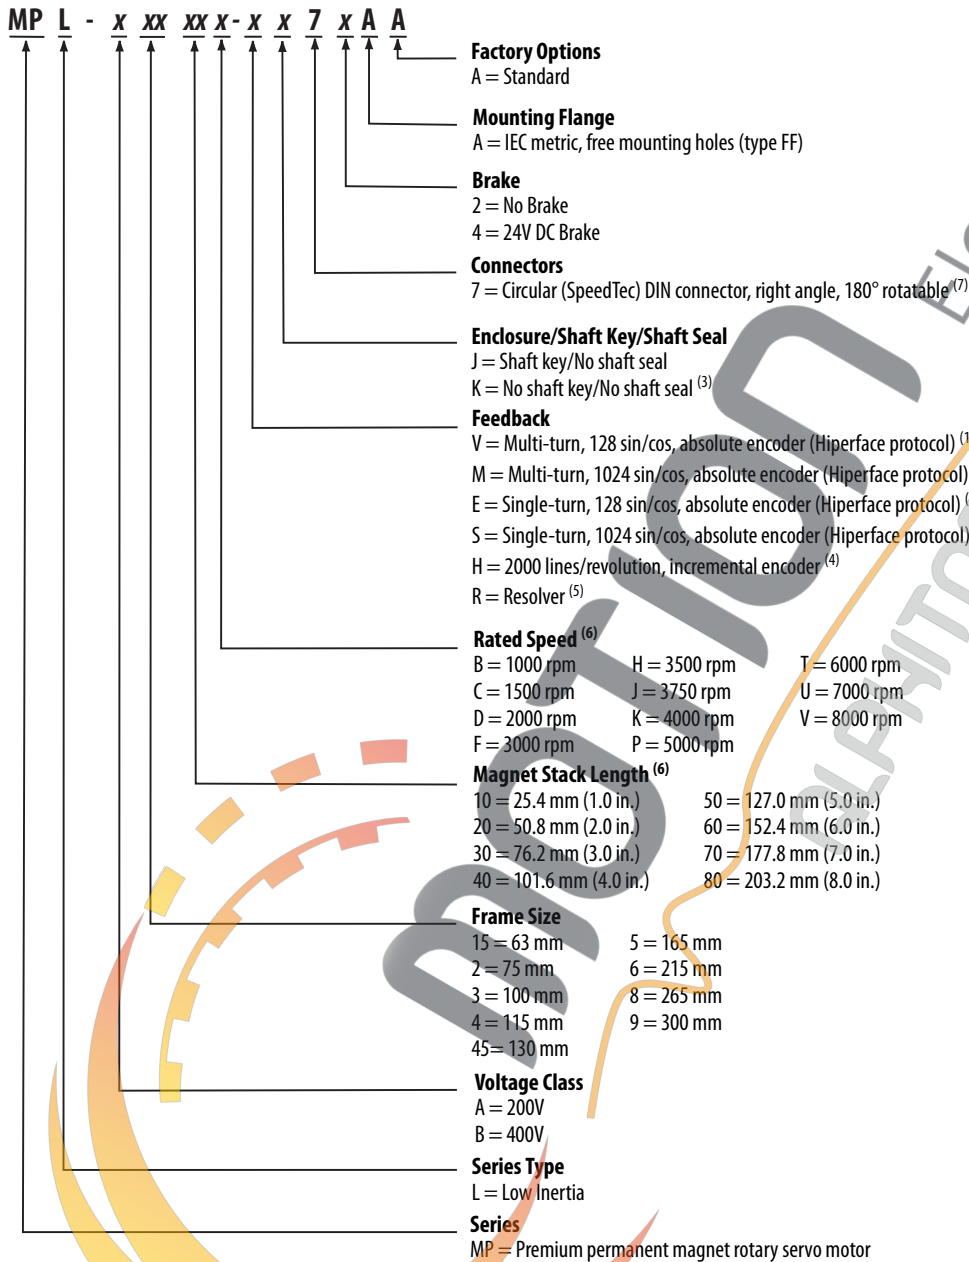 MP L - x xx xx x - x x 7 x A A
Factory Options
A = Standard
Mounting Flange
A = IEC metric, free mounting holes (type FF)
Brake
2 = No Brake
4 = 24V DC Brake
Connectors
7 = Circular (SpeedTec) DIN connector, right angle, 180° rotatable (7)
Enclosure/Shaft Key/Shaft Seal
J = Shaft key/No shaft seal
K = No shaft key/No shaft seal (3)
Feedback
V = Multi-turn, 128 sin/cos, absolute encoder (Hiperface protocol) (1
M = Multi-turn, 1024 sin/cos, absolute encoder (Hiperface protocol)
E = Single-turn, 128 sin/cos, absolute encoder (Hiperface protocol) (
S = Single-turn, 1024 sin/cos, absolute encoder (Hiperface protocol)
H = 2000 lines/revolution, incremental encoder (4)
R = Resolver (5)
Rated Speed (6)
B = 1000 rpm H = 3500 rpm T = 6000 rpm
C = 1500 rpm J = 3750 rpm U = 7000 rpm
D = 2000 rpm K = 4000 rpm V = 8000 rpm
F = 3000 rpm P = 5000 rpm
Magnet Stack Length (6)
10 = 25.4 mm (1.0 in.) 50 = 127.0 mm (5.0 in.)
20 = 50.8 mm (2.0 in.) 60 = 152.4 mm (6.0 in.)
30 = 76.2 mm (3.0 in.) 70 = 177.8 mm (7.0 in.)
40 = 101.6 mm (4.0 in.) 80 = 203.2 mm (8.0 in.)
Frame Size
15 = 63 mm 5 = 165 mm
2 = 75 mm 6 = 215 mm
3 = 100 mm 8 = 265 mm
4 = 115 mm 9 = 300 mm
45= 130 mm
Voltage Class
A = 200V
B = 400V
Series Type
L = Low Inertia
Series
MP = Premium permanent magnet rotary servo motor
MOTION